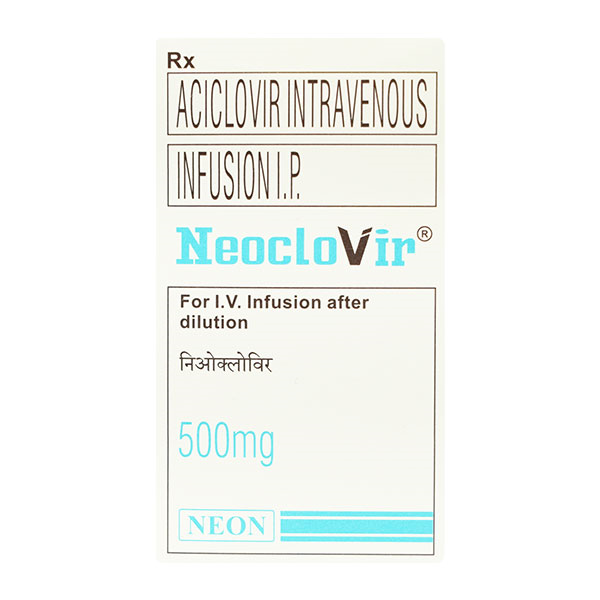 Rx
ACICLOVIR INTRAVENOUS
INFUSION I.P.
NeocloVir®
For I.V. Infusion after
dilution
निओक्लोविर
500mg
NEON